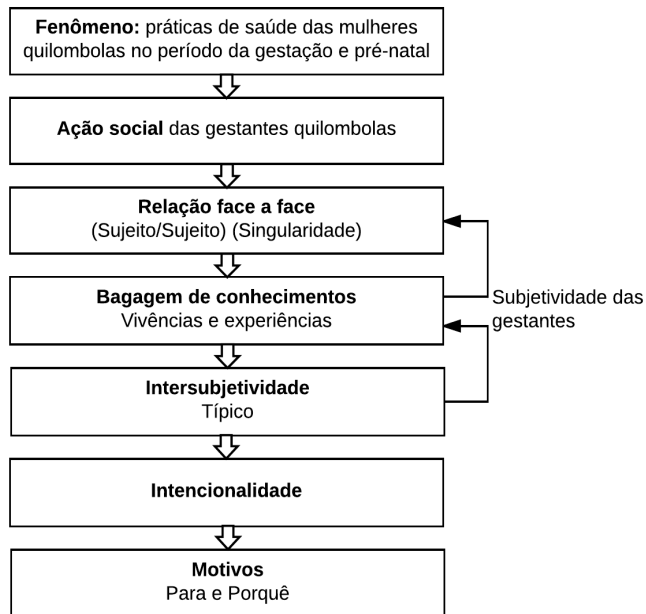 Fenômeno: práticas de saúde das mulheres
quilombolas no período da gestação e pré-natal
Ação social das gestantes quilombolas
Relação face a face
(Sujeito/Sujeito) (Singularidade)
Bagagem de conhecimentos
Vivências e experiências
Subjetividade das
gestantes
Intersubjetividade
Típico
Intencionalidade
Motivos
Para e Porquê